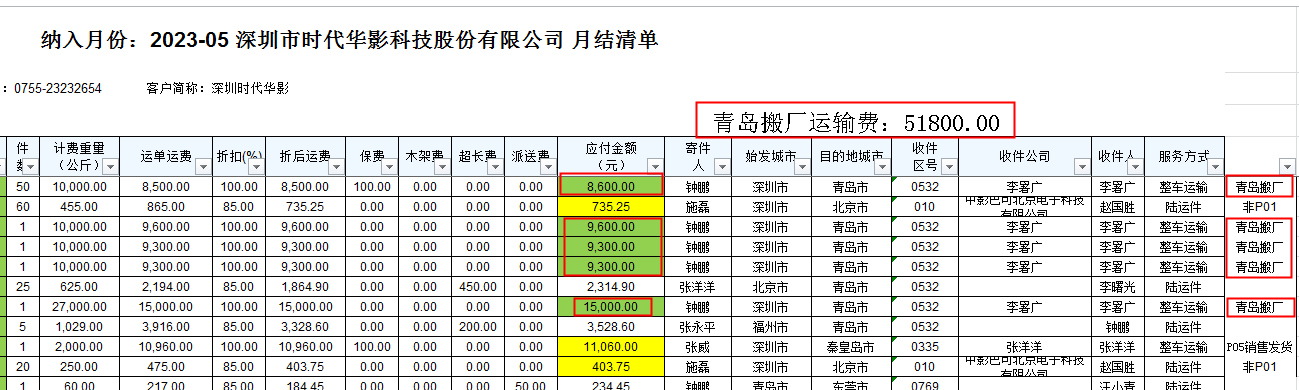 纳入月份：2023-05 深圳市时代华影科技股份有限公司 月结清单
：0755-23232654 客户简称：深圳时代华影
青岛搬厂运输费：51800.00
件数 计费重量（公斤） 运单运费 折扣(%) 折后运费 保费 木架费 超长费 派送费 应付金额（元） 寄件人 始发城市 目的地城市 收件区号 收件公司 收件人 服务方式
50 10,000.00 8,500.00 100.00 8,500.00 100.00 0.00 0.00 0.00 8,600.00 钟鹏 深圳市 青岛市 0532 李畧广 李畧广 整车运输 青岛搬厂
60 455.00 865.00 85.00 735.25 0.00 0.00 0.00 0.00 735.25 施磊 深圳市 北京市 010 中影巴可北京电子科技有限公司 赵国胜 陆运件 非P01
1 10,000.00 9,600.00 100.00 9,600.00 0.00 0.00 0.00 0.00 9,600.00 钟鹏 深圳市 青岛市 0532 李畧广 李畧广 整车运输 青岛搬厂
1 10,000.00 9,300.00 100.00 9,300.00 0.00 0.00 0.00 0.00 9,300.00 钟鹏 深圳市 青岛市 0532 李畧广 李畧广 整车运输 青岛搬厂
1 10,000.00 9,300.00 100.00 9,300.00 0.00 0.00 0.00 0.00 9,300.00 钟鹏 深圳市 青岛市 0532 李畧广 李畧广 整车运输 青岛搬厂
25 625.00 2,194.00 85.00 1,864.90 0.00 0.00 450.00 0.00 2,314.90 张洋洋 北京市 青岛市 0532 李曙光 陆运件
1 27,000.00 15,000.00 100.00 15,000.00 0.00 0.00 0.00 0.00 15,000.00 钟鹏 深圳市 青岛市 0532 李畧广 李畧广 整车运输 青岛搬厂
5 1,029.00 3,916.00 85.00 3,328.60 0.00 0.00 200.00 0.00 3,528.60 张永平 福州市 青岛市 0532 钟鹏 陆运件
1 2,000.00 10,960.00 100.00 10,960.00 100.00 0.00 0.00 0.00 11,060.00 张威 深圳市 秦皇岛市 0335 张洋洋 张洋洋 整车运输 P05销售发货
20 250.00 475.00 85.00 403.75 0.00 0.00 0.00 0.00 403.75 施磊 深圳市 北京市 010 中影巴可北京电子科技有限公司 赵国胜 陆运件 非P01
1 60.00 217.00 85.00 184.45 0.00 0.00 0.00 50.00 234.45 钟鹏 青岛市 东莞市 0769 汪小青 陆运件